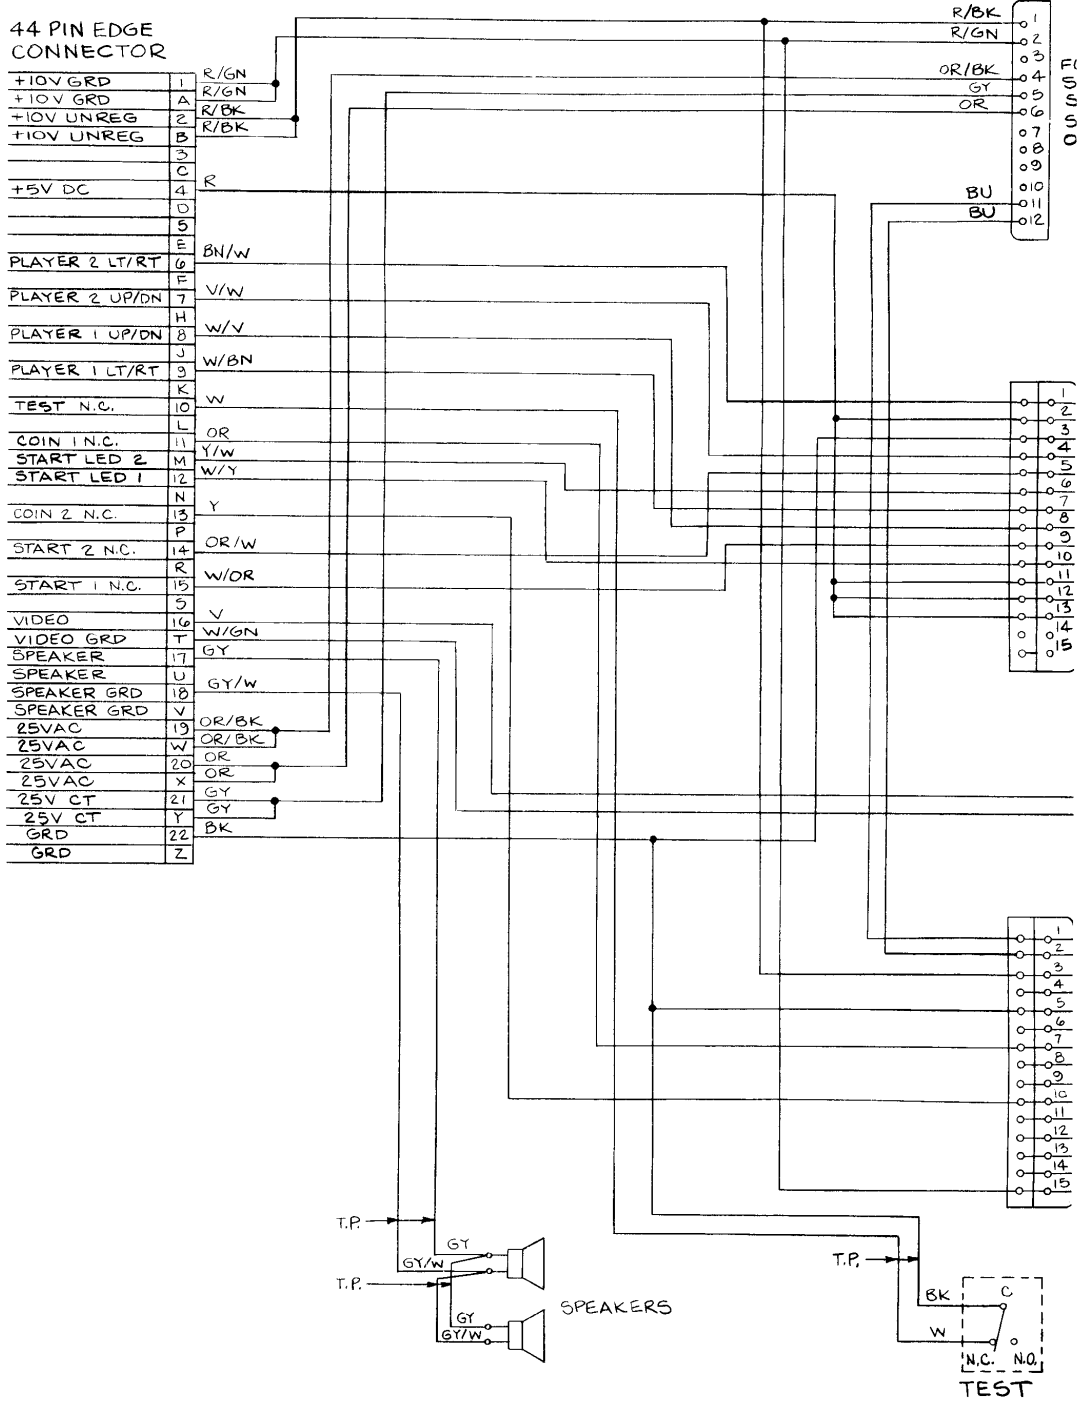 44 PIN EDGE
CONNECTOR
+10V GRD 1 R/GN
+10V GRD A R/GN
+10V UNREG 2 R/BK
+10V UNREG B R/BK
3
C
+5V DC 4 R
D
5
E
PLAYER 2 LT/RT 6 BN/W
F
PLAYER 2 UP/DN 7 V/W
H
PLAYER 1 UP/DN 8 W/V
J
PLAYER 1 LT/RT 9 W/BN
K
TEST N.C. 10 W
L
COIN 1 N.C. 11 OR
START LED 2 M Y/W
START LED 1 12 W/Y
N
COIN 2 N.C. 13 Y
P
START 2 N.C. 14 OR/W
R
START 1 N.C. 15 W/OR
S
VIDEO 16 V
VIDEO GRD T W/GN
SPEAKER 17 GY
SPEAKER U
SPEAKER GRD 18 GY/W
SPEAKER GRD V
25VAC 19 OR/BK
25VAC W OR/BK
25VAC 20 OR
25VAC X OR
25V CT 21 GY
25V CT Y GY
GRD 22 BK
GRD Z
R/BK 1
R/GN 2
3
OR/BK 4
GY 5
OR 6
7
8
9
10
BU 11
BU 12
S
S
S
O
1
2
3
4
5
6
7
8
9
10
11
12
13
14
15
1
2
3
4
5
6
7
8
9
10
11
12
13
14
15
T.P.
GY
GY/W
T.P.
GY
GY/W
SPEAKERS
T.P.
BK C
W
N.C. N.O.
TEST